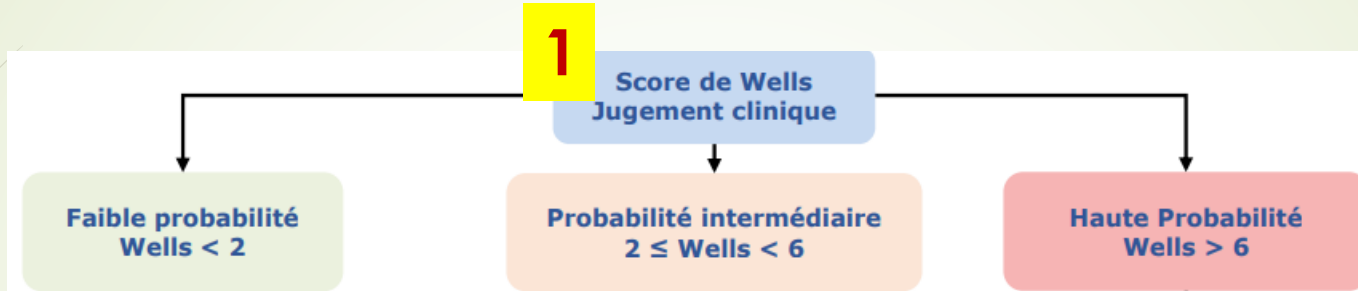 1
Score de Wells
Jugement clinique
Faible probabilité
Wells < 2
Probabilité intermédiaire
2 ≤ Wells < 6
Haute Probabilité
Wells > 6